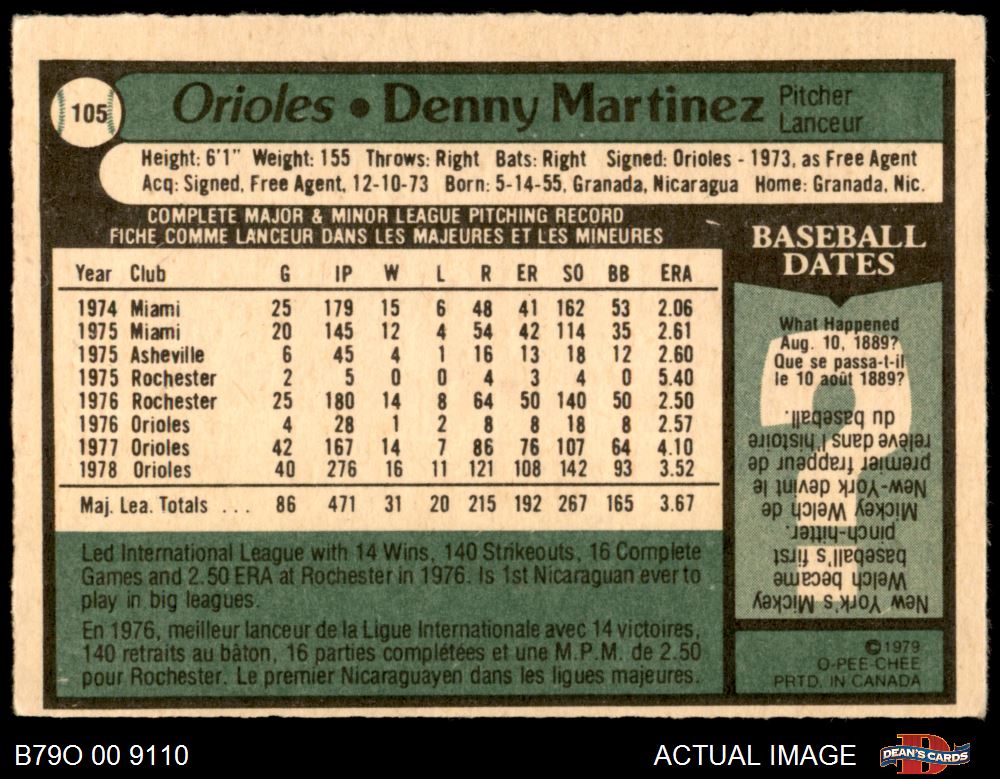 105
Orioles • Denny Martinez Pitcher
Lanceur
Height: 6'1" Weight: 155 Throws: Right Bats: Right Signed: Orioles - 1973, as Free Agent
Acq: Signed, Free Agent, 12-10-73 Born: 5-14-55, Granada, Nicaragua Home: Granada, Nic.
COMPLETE MAJOR & MINOR LEAGUE PITCHING RECORD
FICHE COMME LANCEUR DANS LES MAJEURES ET LES MINEURES
Year Club G IP W L R ER SO BB ERA
1974 Miami 25 179 15 6 48 41 162 53 2.06
1975 Miami 20 145 12 4 54 42 114 35 2.61
1975 Asheville 6 45 4 1 16 13 18 12 2.60
1975 Rochester 2 5 0 0 4 3 4 0 5.40
1976 Rochester 25 180 14 8 64 50 140 50 2.50
1976 Orioles 4 28 1 2 8 8 18 8 2.57
1977 Orioles 42 167 14 7 86 76 107 64 4.10
1978 Orioles 40 276 16 11 121 108 142 93 3.52
Maj. Lea. Totals ... 86 471 31 20 215 192 267 165 3.67
Led International League with 14 Wins, 140 Strikeouts, 16 Complete
Games and 2.50 ERA at Rochester in 1976. Is 1st Nicaraguan ever to
play in big leagues.
En 1976, meilleur lanceur de la Ligue Internationale avec 14 victoires,
140 retraits au bâton, 16 parties complétées et une M.P.M. de 2.50
pour Rochester. Le premier Nicaraguayen dans les ligues majeures.
BASEBALL
DATES
What Happened
Aug. 10, 1889?
Que se passa-t-il
le 10 août 1889?
New York's Mickey
Welch became
baseball's first
pinch-hitter.
Mickey Welch de
New-York devint le
premier frappeur de
relève dans l'histoire
du baseball.
©1979
O-PEE-CHEE
PRTD. IN CANADA
B79O 00 9110
ACTUAL IMAGE
DEAN'S CARDS